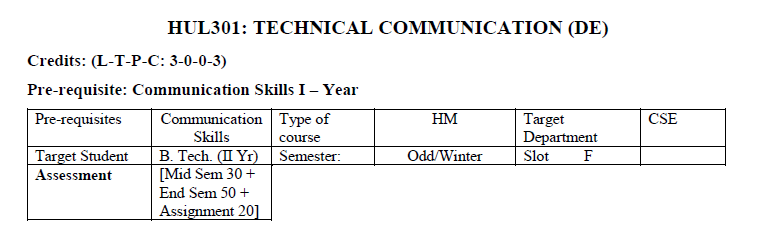 HUL301: TECHNICAL COMMUNICATION (DE)
Credits: (L-T-P-C: 3-0-0-3)
Pre-requisite: Communication Skills I – Year
Pre-requisites Communication Skills Type of course HM Target Department CSE
Target Student B. Tech. (II Yr) Semester: Odd/Winter Slot F
Assessment [Mid Sem 30 +
End Sem 50 +
Assignment 20]